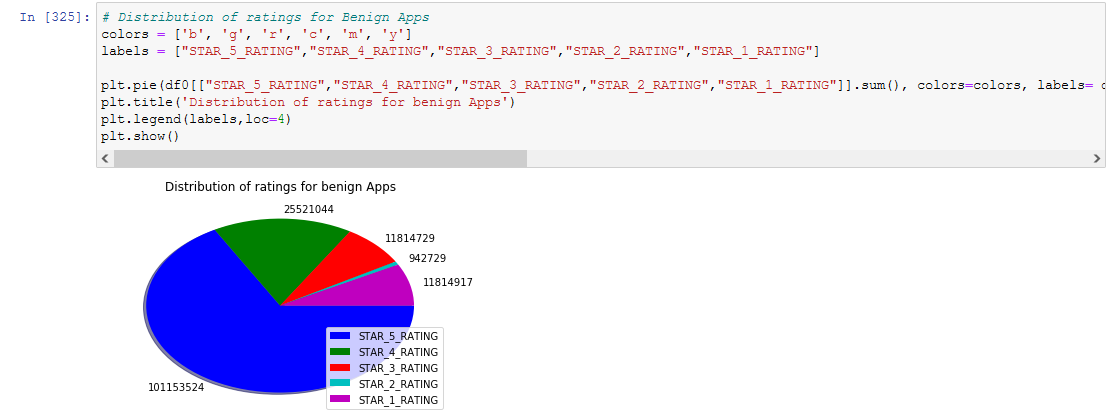 In [325]: # Distribution of ratings for Benign Apps
colors = ['b', 'g', 'r', 'c', 'm', 'y']
labels = ["STAR_5_RATING","STAR_4_RATING","STAR_3_RATING","STAR_2_RATING","STAR_1_RATING"]
plt.pie(df0[["STAR_5_RATING","STAR_4_RATING","STAR_3_RATING","STAR_2_RATING","STAR_1_RATING"]].sum(), colors=colors, labels=
plt.title('Distribution of ratings for benign Apps')
plt.legend(labels,loc=4)
plt.show()
Distribution of ratings for benign Apps
25521044
11814729
942729
11814917
101153524
STAR_5_RATING
STAR_4_RATING
STAR_3_RATING
STAR_2_RATING
STAR_1_RATING